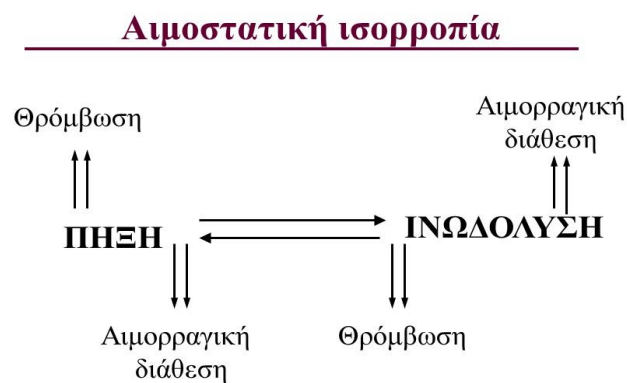 Αιμοστατική ισορροπία
Θρόμβωση
Αιμορραγική
διάθεση
ΠΗΞΗ
ΙΝΩΔΟΛΥΣΗ
Αιμορραγική
διάθεση
Θρόμβωση